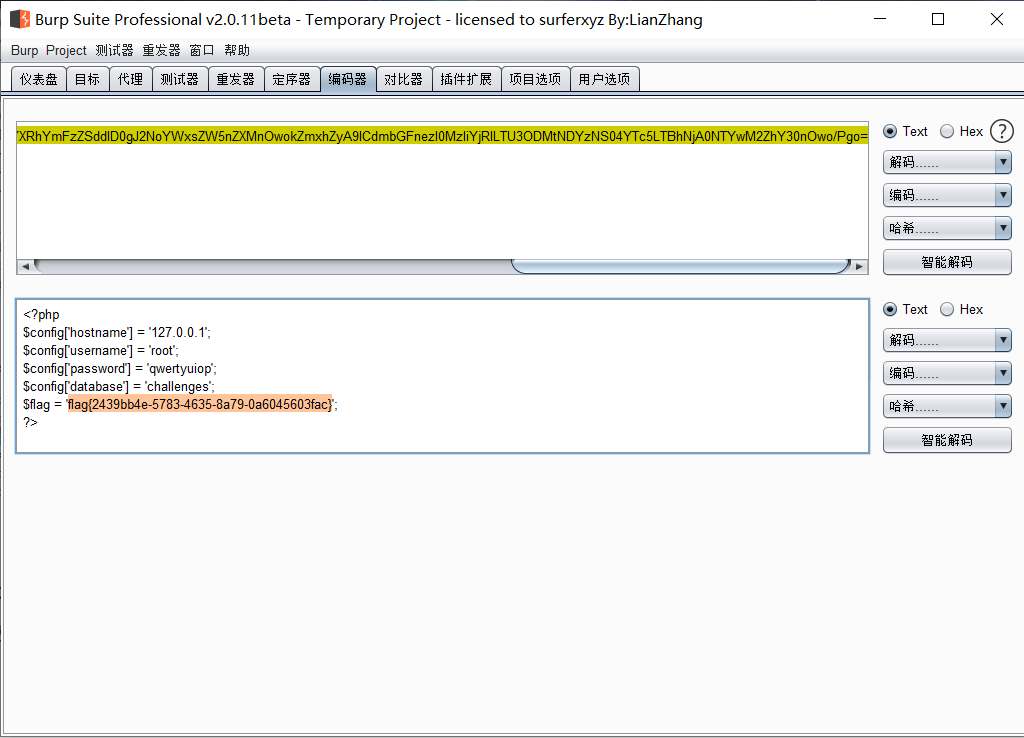 Burp Suite Professional v2.0.11beta - Temporary Project - licensed to surferxyz By:LianZhang
Burp Project 测试器 重发器 窗口 帮助
仪表盘 目标 代理 测试器 重发器 定序器 编码器 对比器 插件扩展 项目选项 用户选项
XRhYmFzZSddID0gJ2NoYWxsZW5nZXMnOwokZmxhZyA9ICdmbGFnezI0MzliYjRlLTU3ODMtNDYzNS04YTc5LTBhNjA0NTYwM2ZhY30nOwo/Pgo=
Text Hex ?
解码......
编码......
哈希......
智能解码
<?php
$config['hostname'] = '127.0.0.1';
$config['username'] = 'root';
$config['password'] = 'qwertyuiop';
$config['database'] = 'challenges';
$flag = 'flag{2439bb4e-5783-4635-8a79-0a6045603fac}';
?>
Text Hex
解码......
编码......
哈希......
智能解码